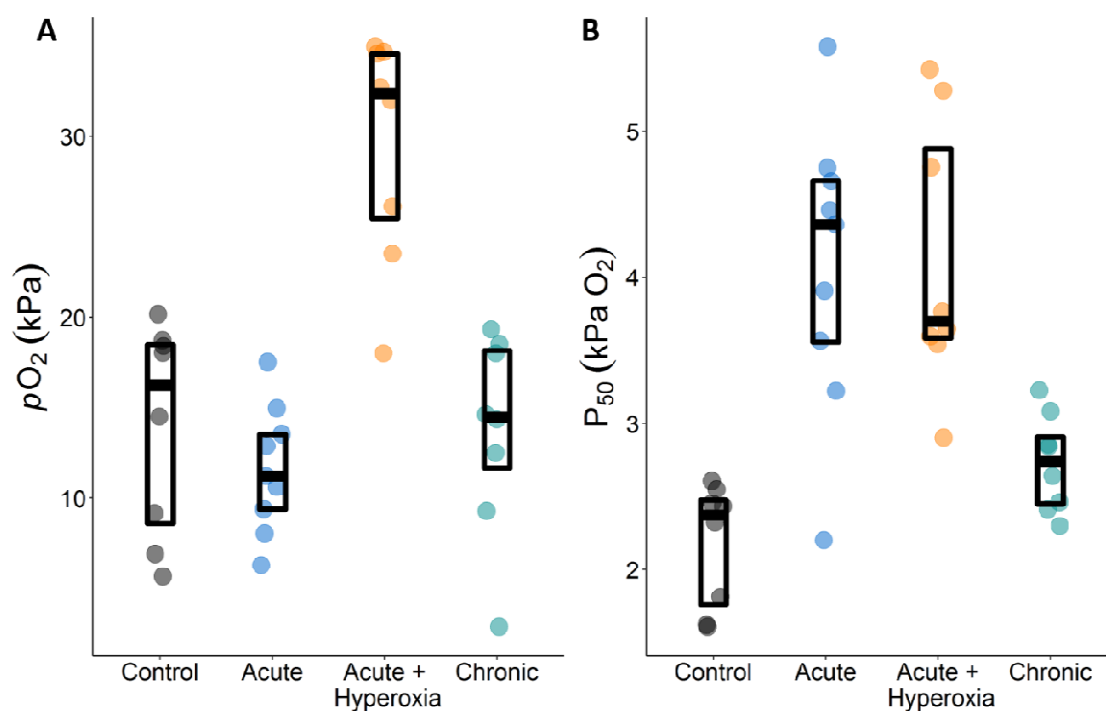 A
pO₂ (kPa)
30
20
10
Control Acute Acute + Hyperoxia Chronic
B
P₅₀ (kPa O₂)
5
4
3
2
Control Acute Acute + Hyperoxia Chronic